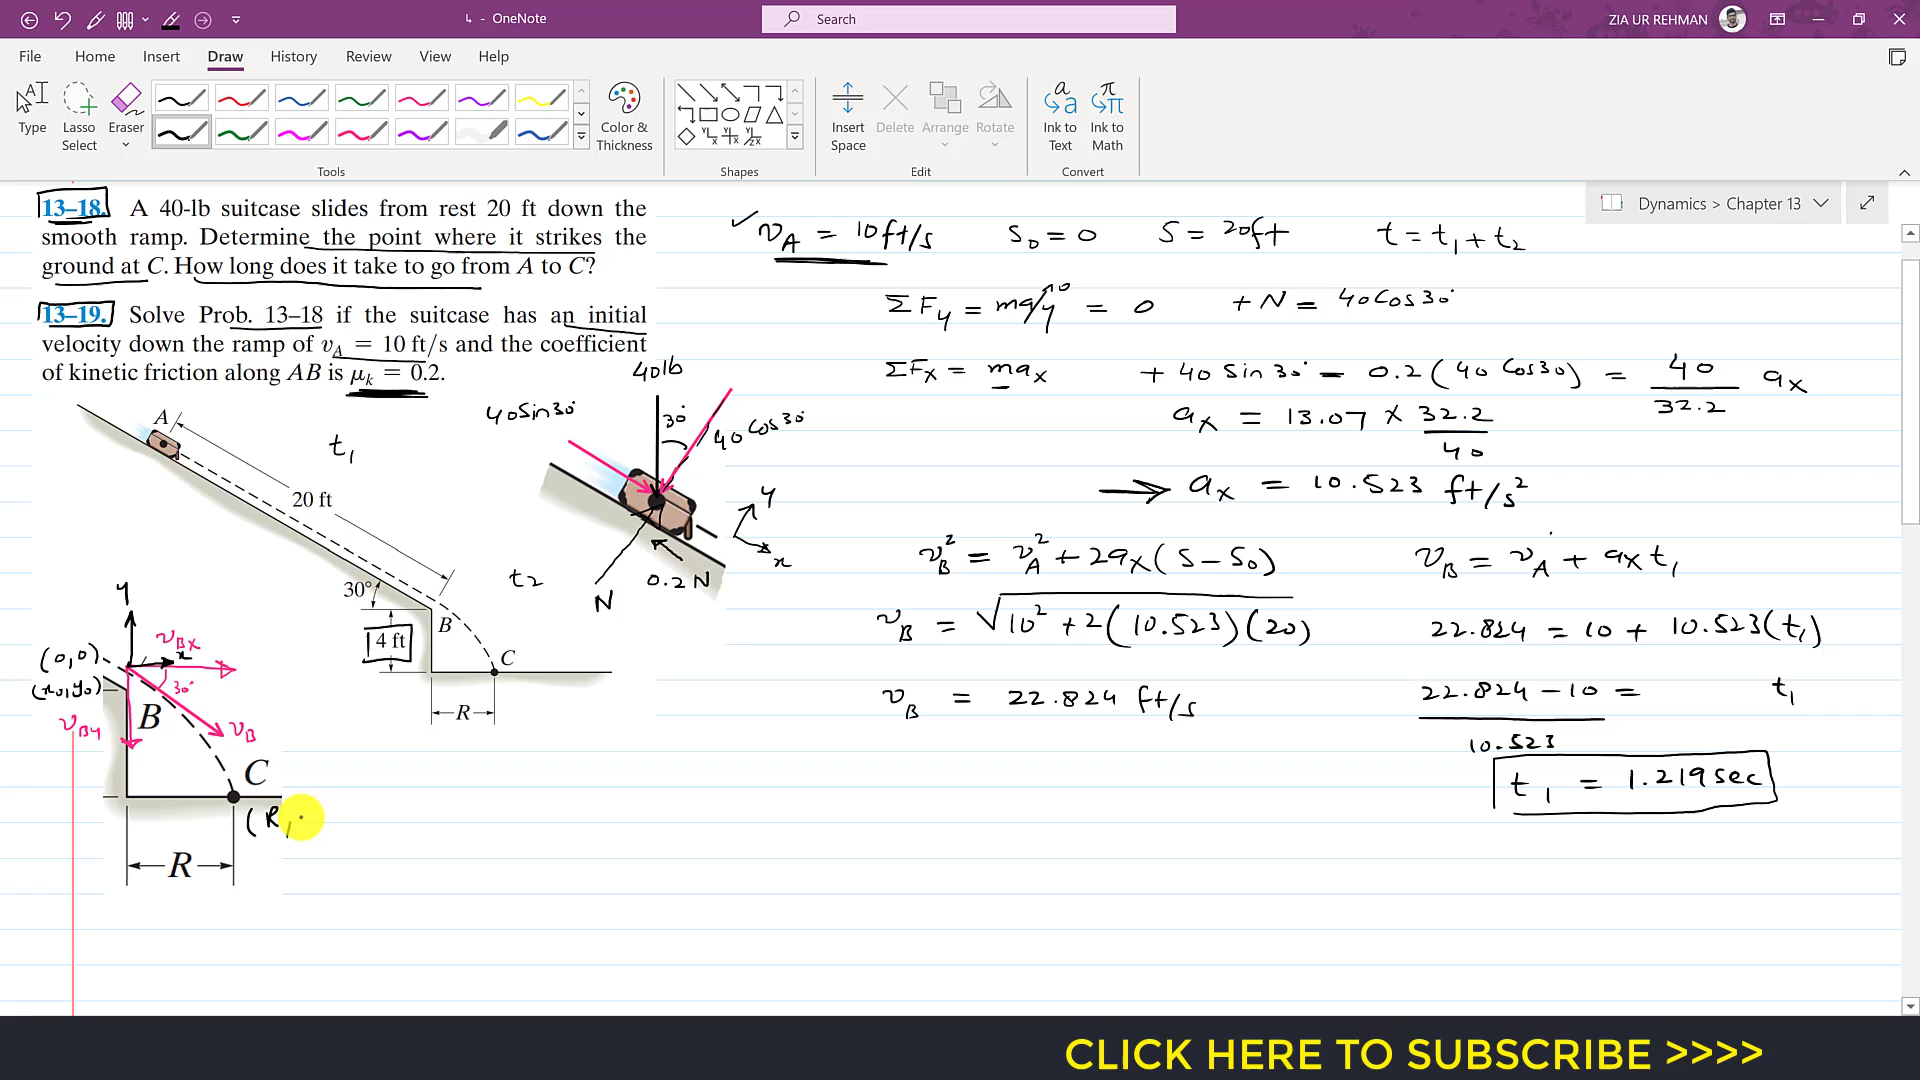 - OneNote
Search
ZIA UR REHMAN
File Home Insert Draw History Review View Help
Type
Lasso Select
Eraser
Color & Thickness
Insert Space
Delete
Arrange
Rotate
Ink to Text
Ink to Math
Tools
Shapes
Edit
Convert
Dynamics > Chapter 13
13–18. A 40-lb suitcase slides from rest 20 ft down the
smooth ramp. Determine the point where it strikes the
ground at C. How long does it take to go from A to C?
13–19. Solve Prob. 13–18 if the suitcase has an initial
velocity down the ramp of vA = 10 ft/s and the coefficient
of kinetic friction along AB is μk = 0.2.
A
t1
20 ft
30°
4 ft
B
C
R
t2
40lb
40Sin30°
30°
40Cos30°
y
x
0.2N
N
y
vBx
x
(0,0)
(x0,y0)
30°
vBy
B
vB
C
(R,
R
vA = 10ft/s S0 = 0 S = 20ft t = t1 + t2
ΣFy = may 0 = 0 + N = 40Cos30°
ΣFx = max + 40 Sin 30° – 0.2(40 Cos30) = 40/32.2 ax
ax = 13.07 × 32.2/40
ax = 10.523 ft/s²
vB² = vA² + 2ax(S–S0) vB = vA + ax t1
vB = √10² + 2(10.523)(20) 22.824 = 10 + 10.523(t1)
vB = 22.824 ft/s 22.824 – 10 = t1
10.523
t1 = 1.219sec
CLICK HERE TO SUBSCRIBE >>>>